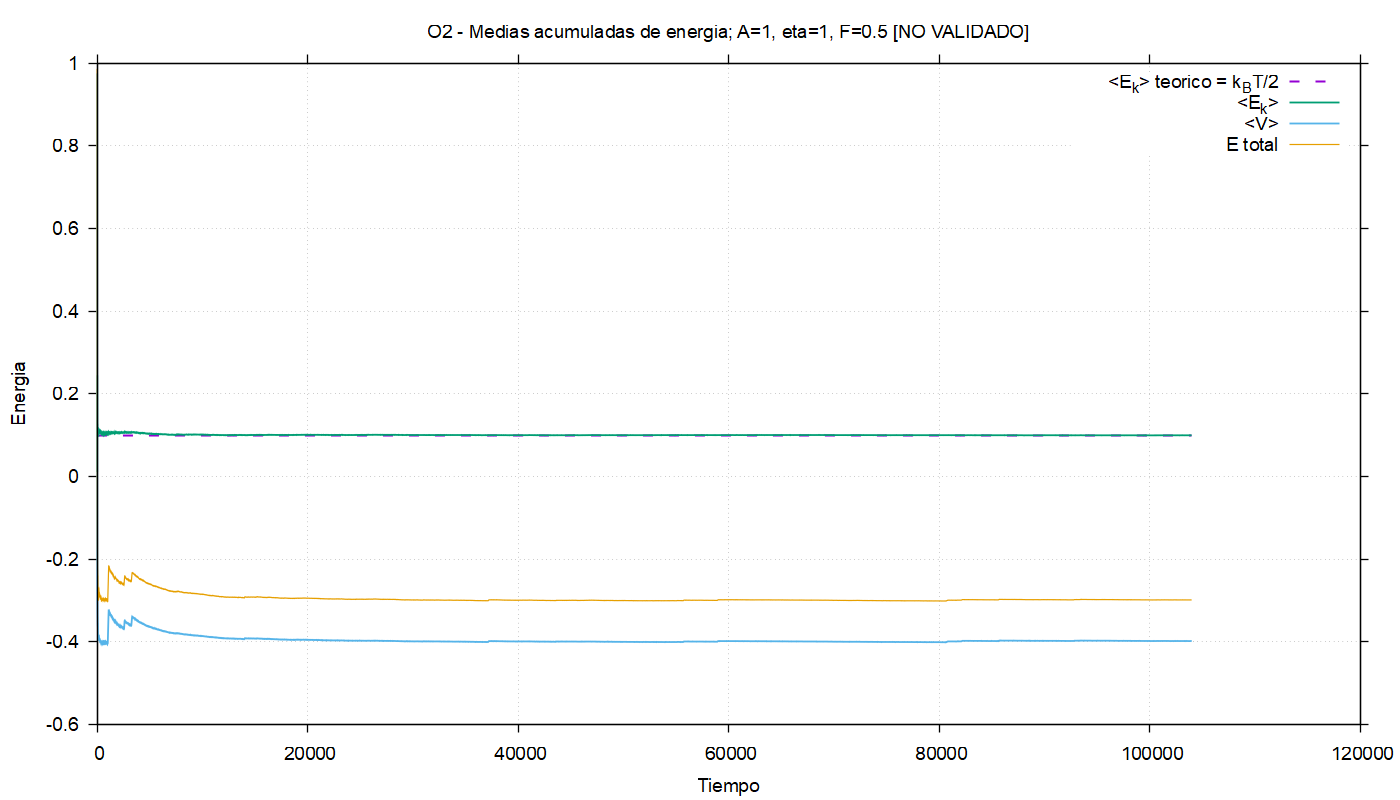 O2 - Medias acumuladas de energia; A=1, eta=1, F=0.5 [NO VALIDADO]
<E_k> teorico = k_BT/2
<E_k>
<V>
E total
1
0.8
0.6
0.4
0.2
0
-0.2
-0.4
-0.6
Energia
0 20000 40000 60000 80000 100000 120000
Tiempo